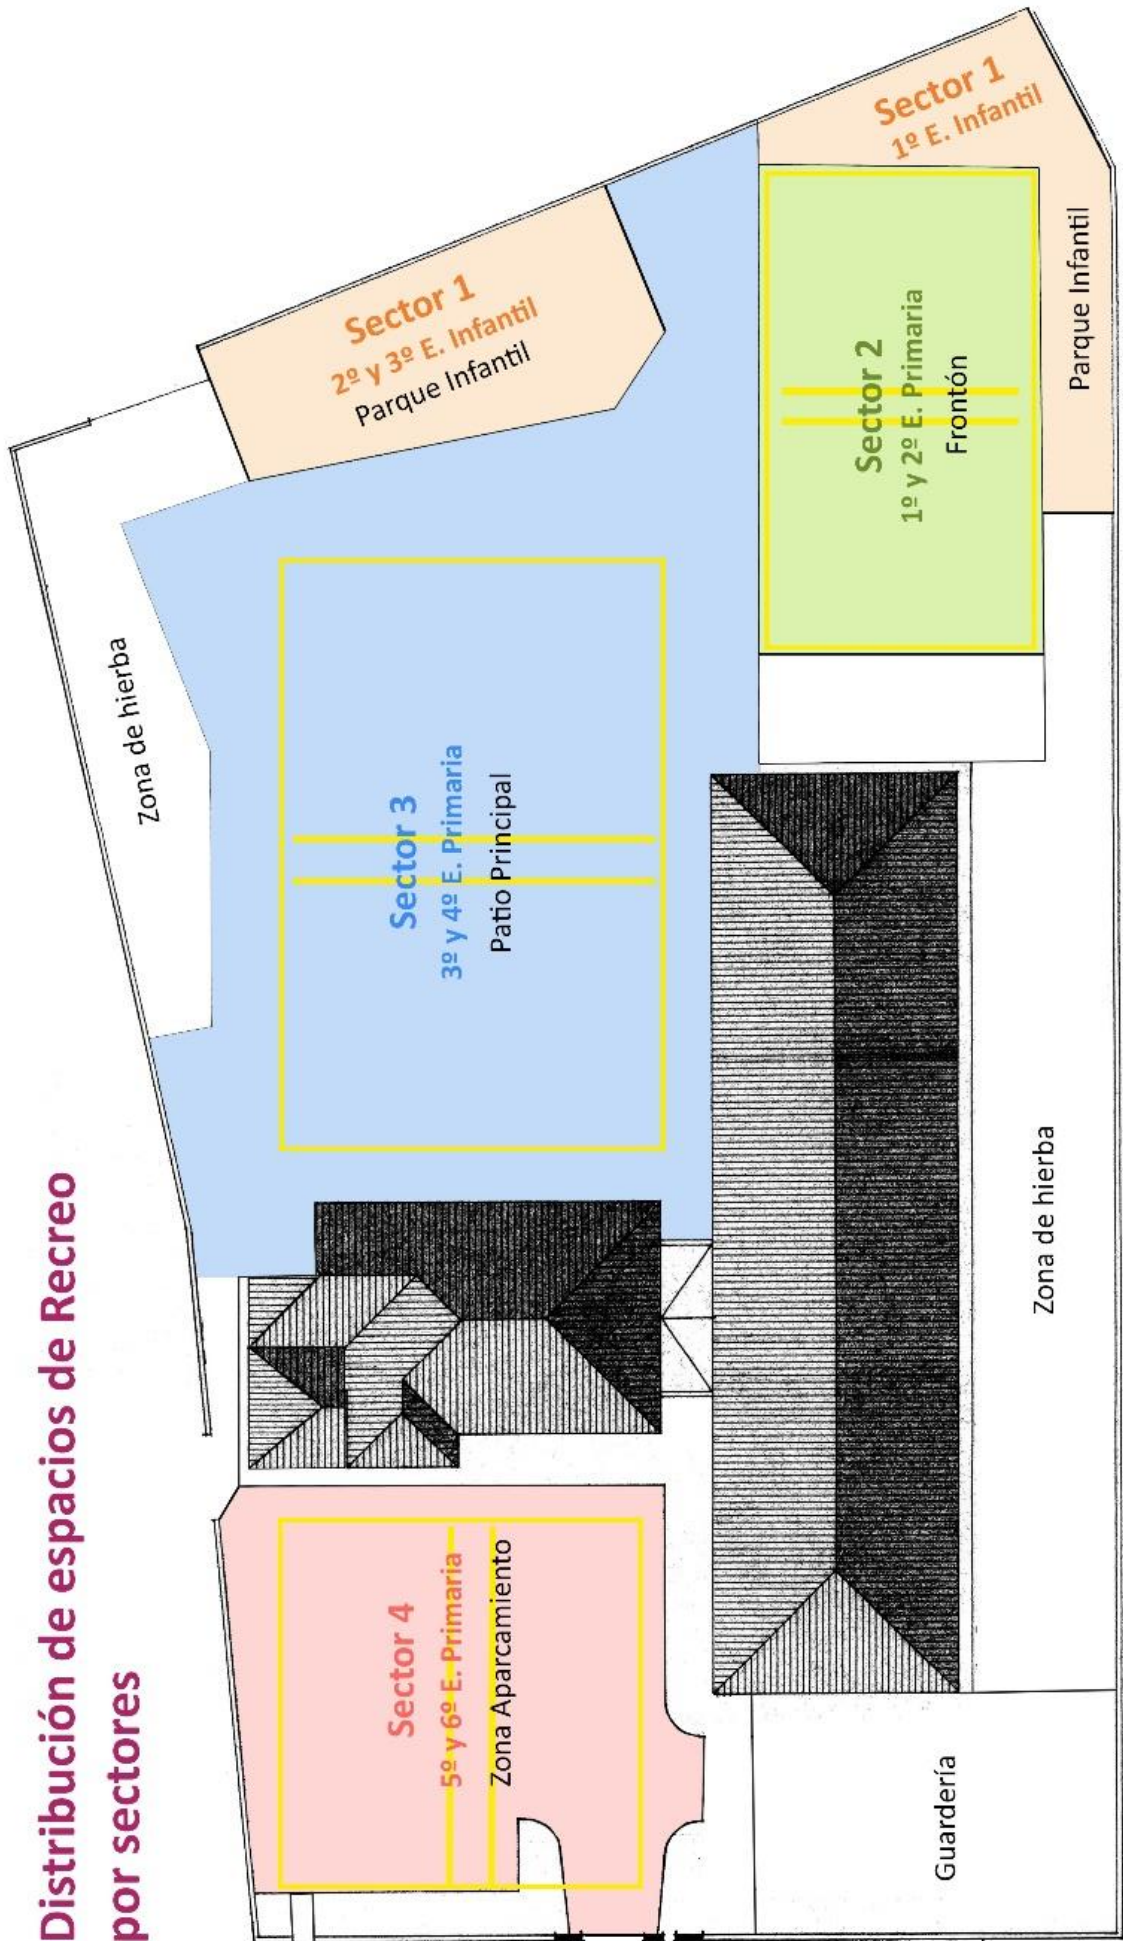 Distribución de espacios de Recreo
por sectores
Zona de hierba
Sector 1
2º y 3º E. Infantil
Parque Infantil
Sector 1
1º E. Infantil
Parque Infantil
Sector 2
1º y 2º E. Primaria
Frontón
Sector 3
3º y 4º E. Primaria
Patio Principal
Sector 4
5º y 6º E. Primaria
Zona Aparcamiento
Zona de hierba
Guardería